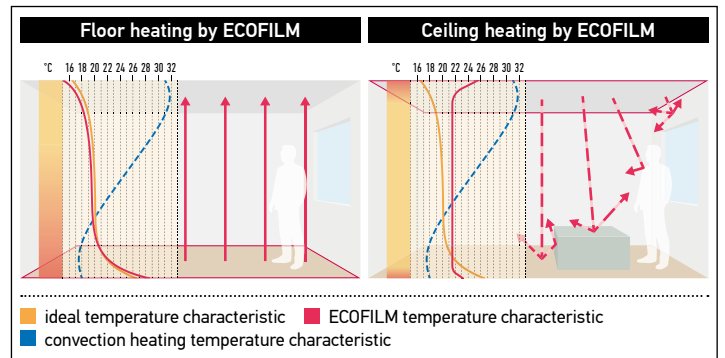 Floor heating by ECOFILM
Ceiling heating by ECOFILM
°C 16 18 20 22 24 26 28 30 32
°C 16 18 20 22 24 26 28 30 32
ideal temperature characteristic ECOFILM temperature characteristic
convection heating temperature characteristic